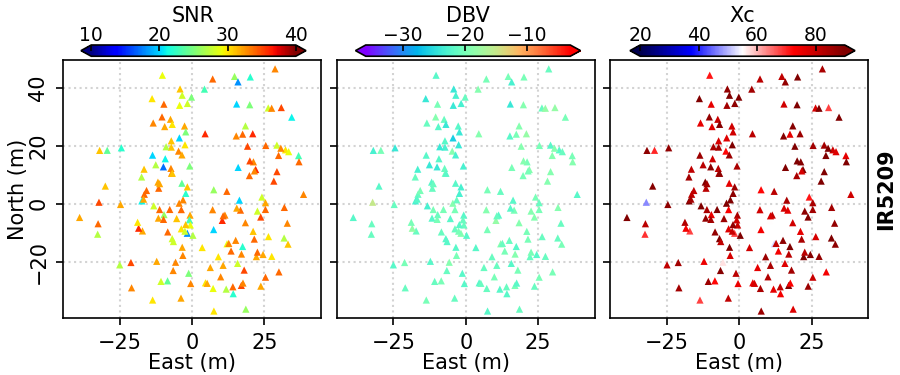 SNR DBV Xc
10 20 30 40 −30 −20 −10 20 40 60 80
40
20
0
−20
North (m)
IR5209
−25 0 25 −25 0 25 −25 0 25
East (m) East (m) East (m)